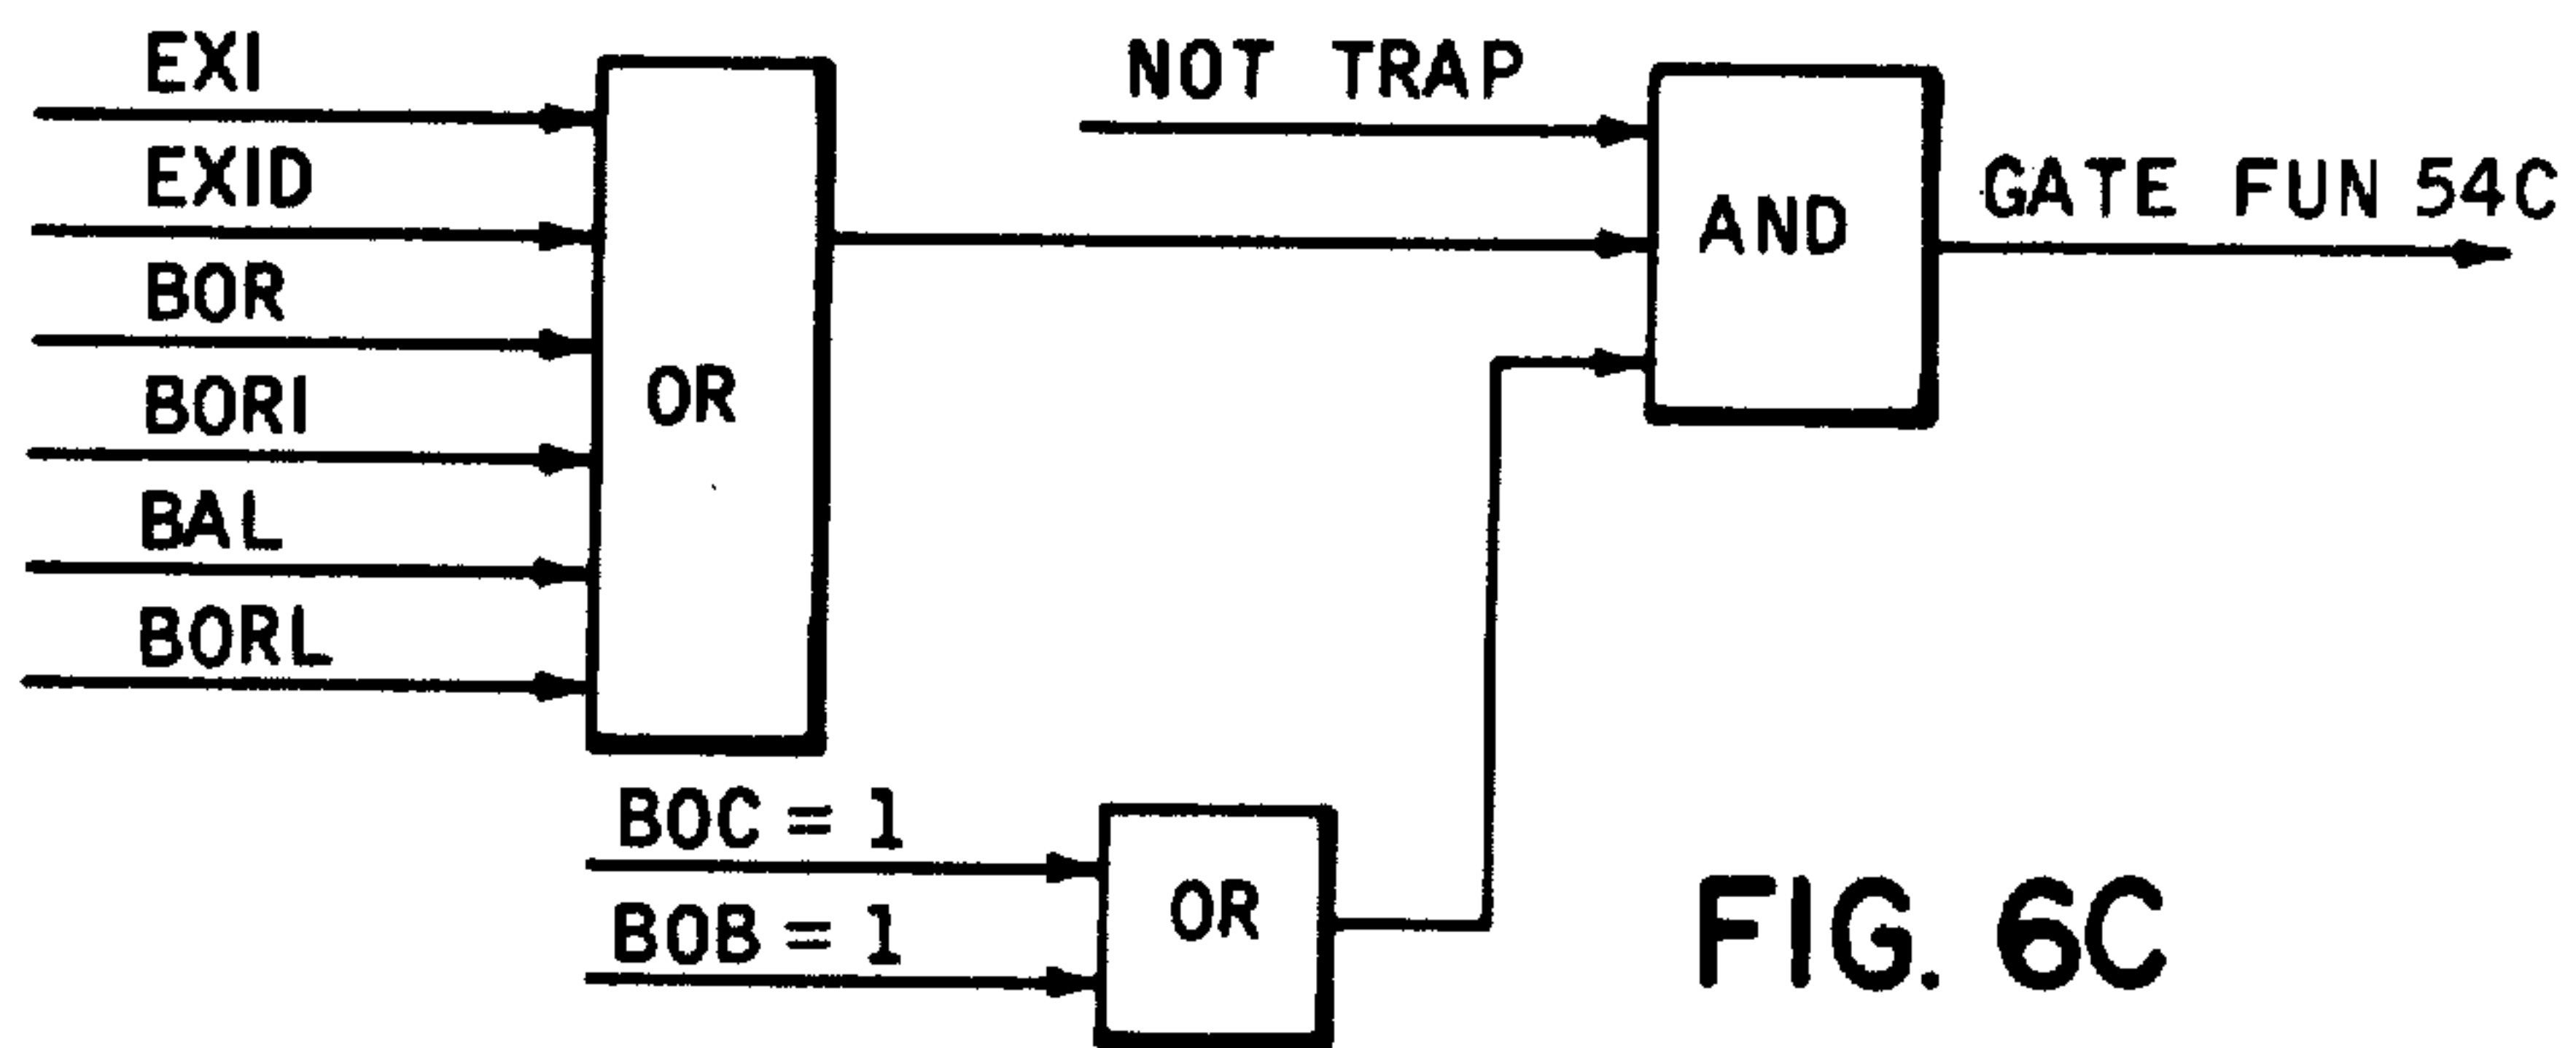 EXI
EXID
BOR
BORI
BAL
BORL
OR
NOT TRAP
AND
GATE FUN 54C
BOC = 1
BOB = 1
OR
FIG. 6C